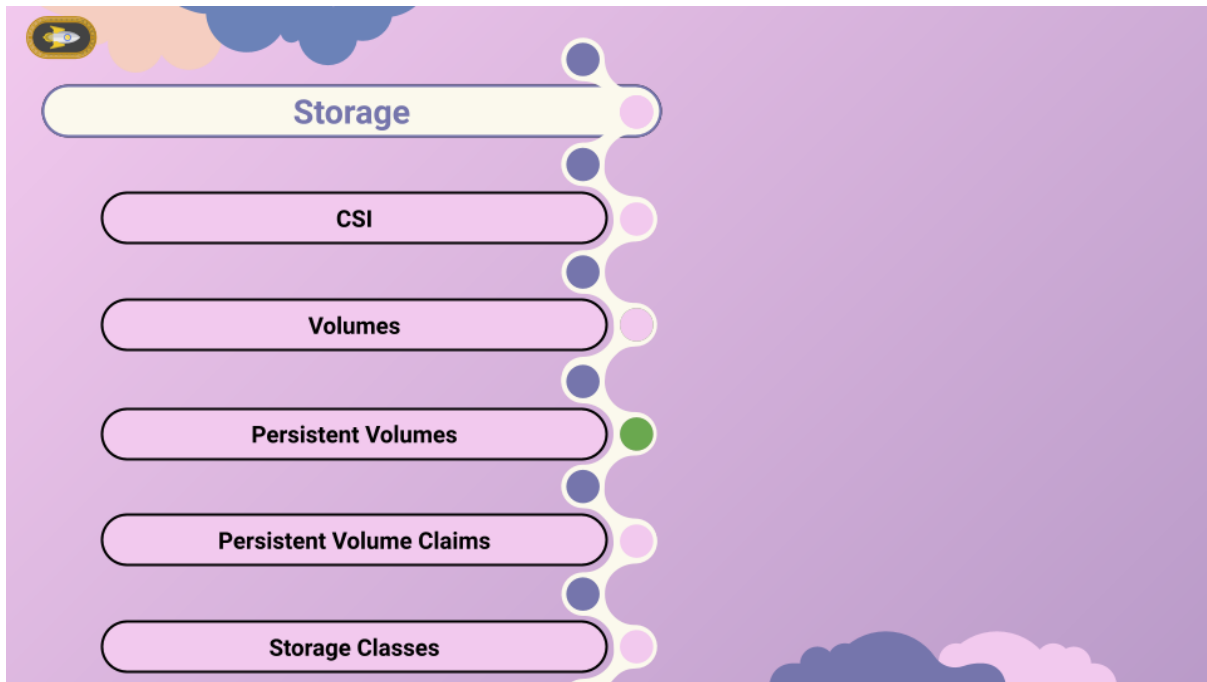 Storage
CSI
Volumes
Persistent Volumes
Persistent Volume Claims
Storage Classes